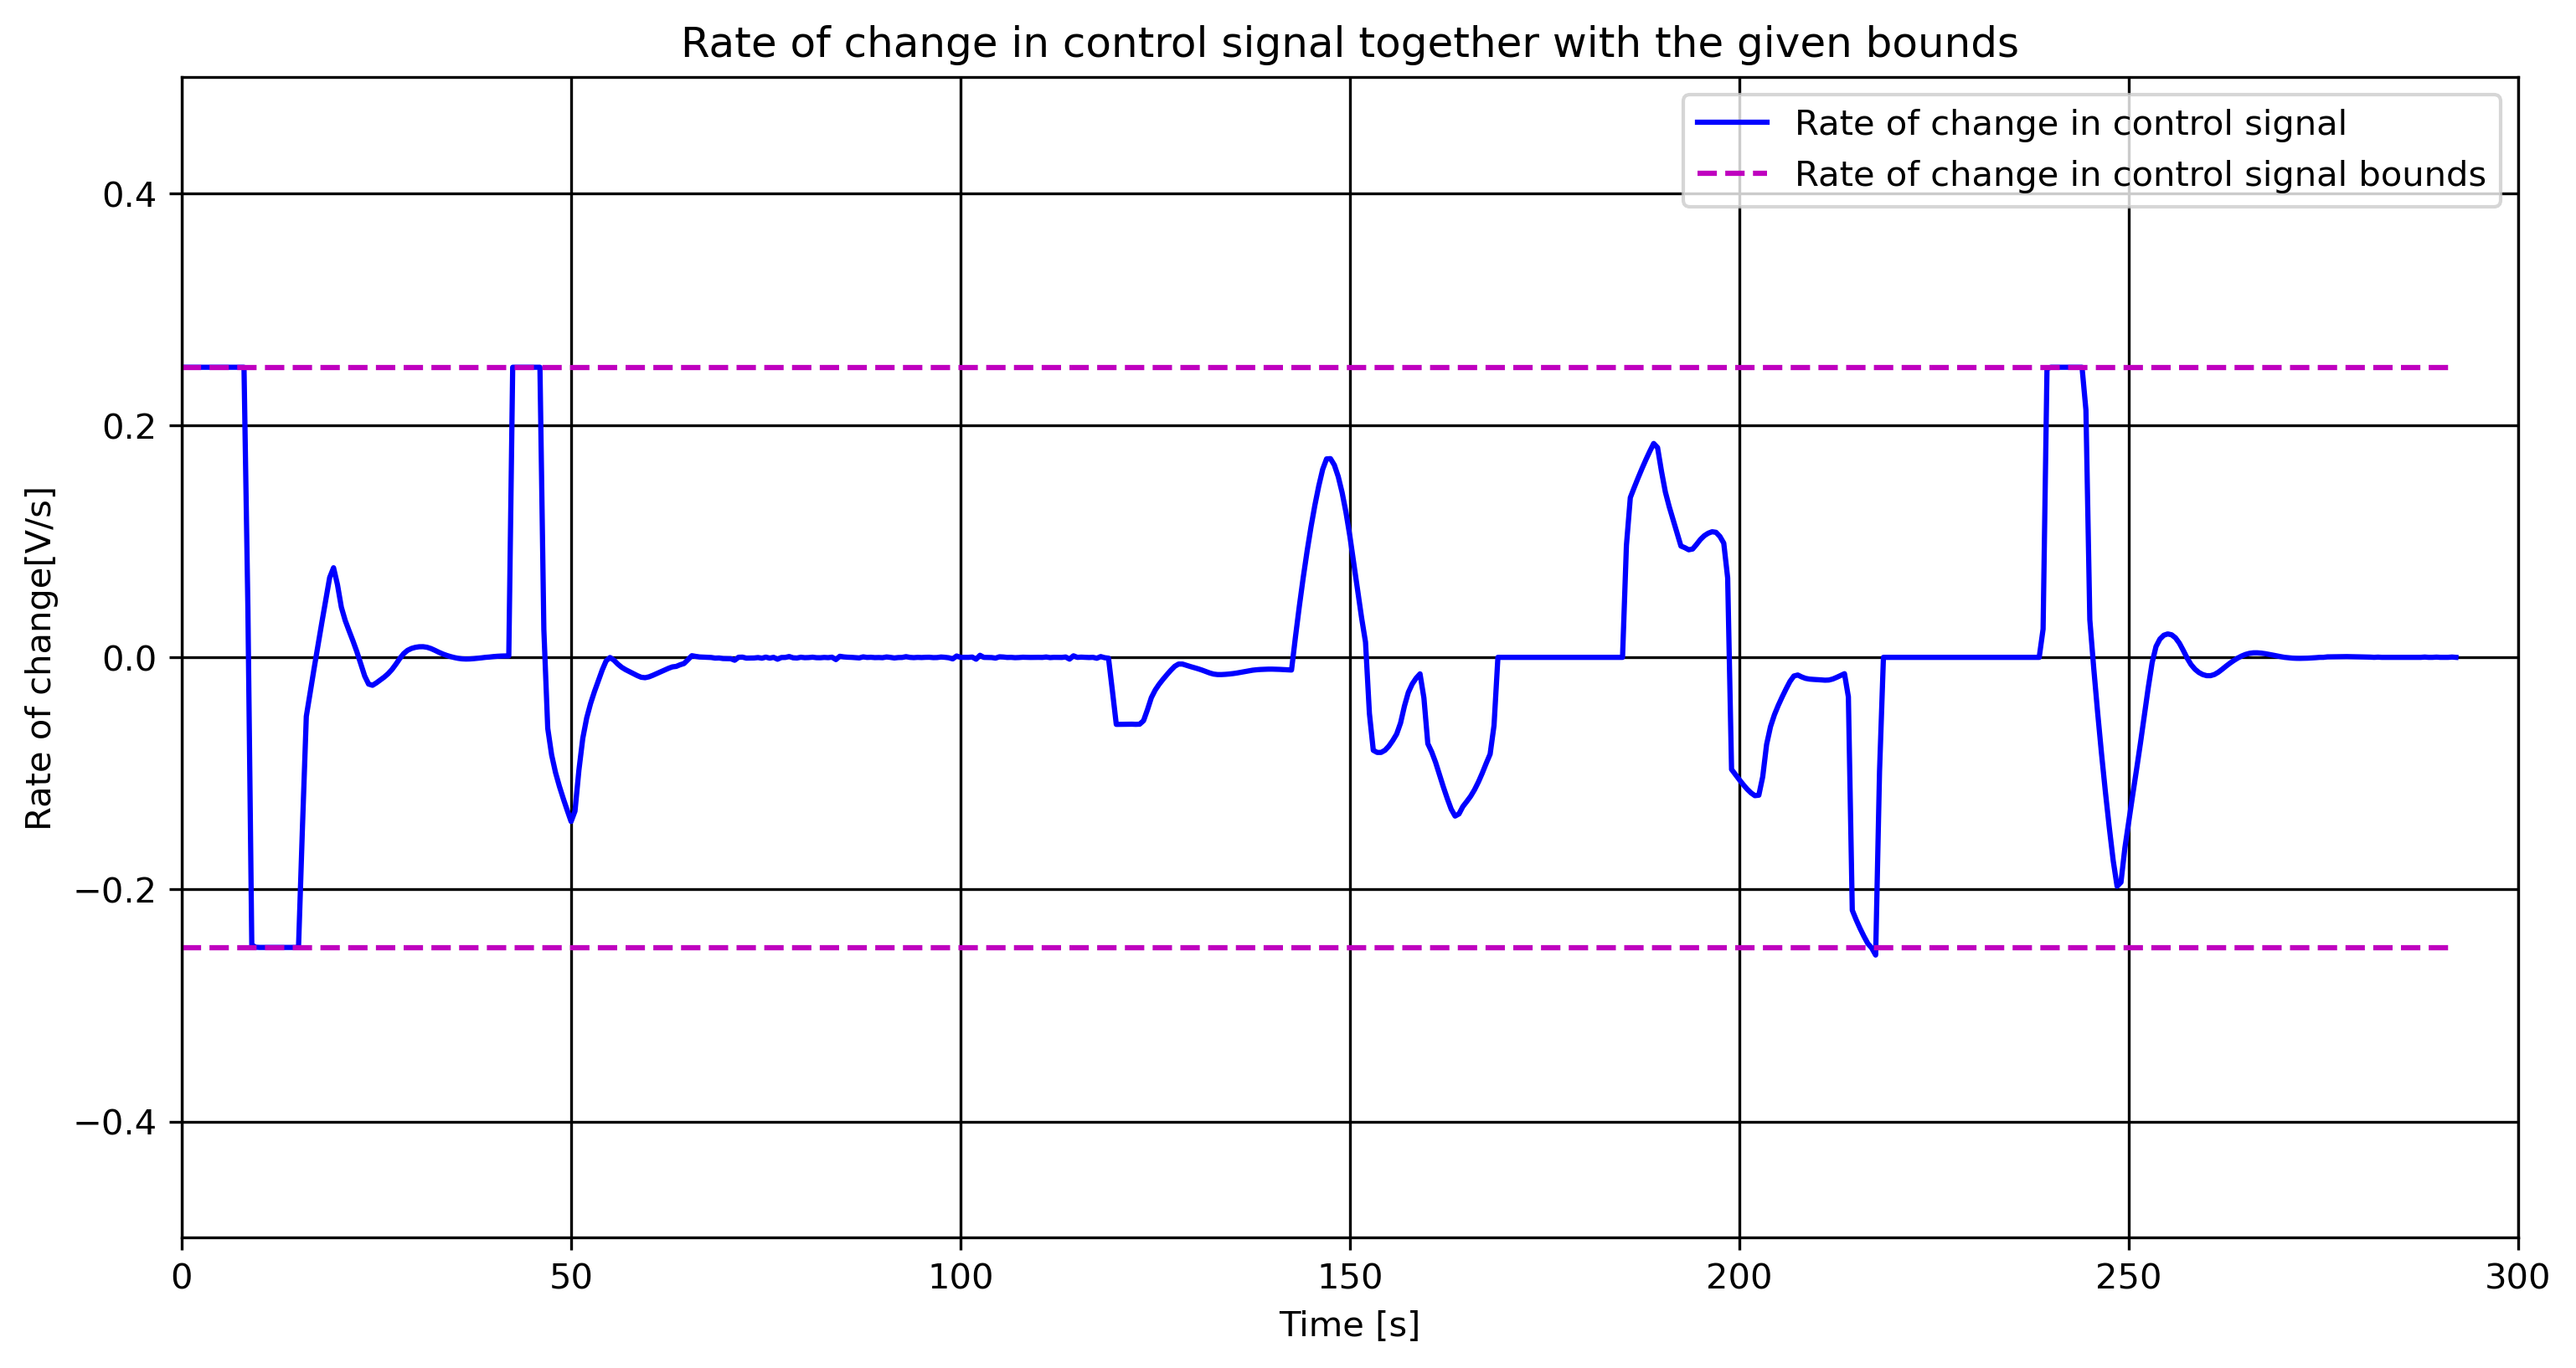 Rate of change in control signal together with the given bounds
Rate of change in control signal
Rate of change in control signal bounds
Rate of change[V/s]
0.4
0.2
0.0
−0.2
−0.4
0 50 100 150 200 250 300
Time [s]